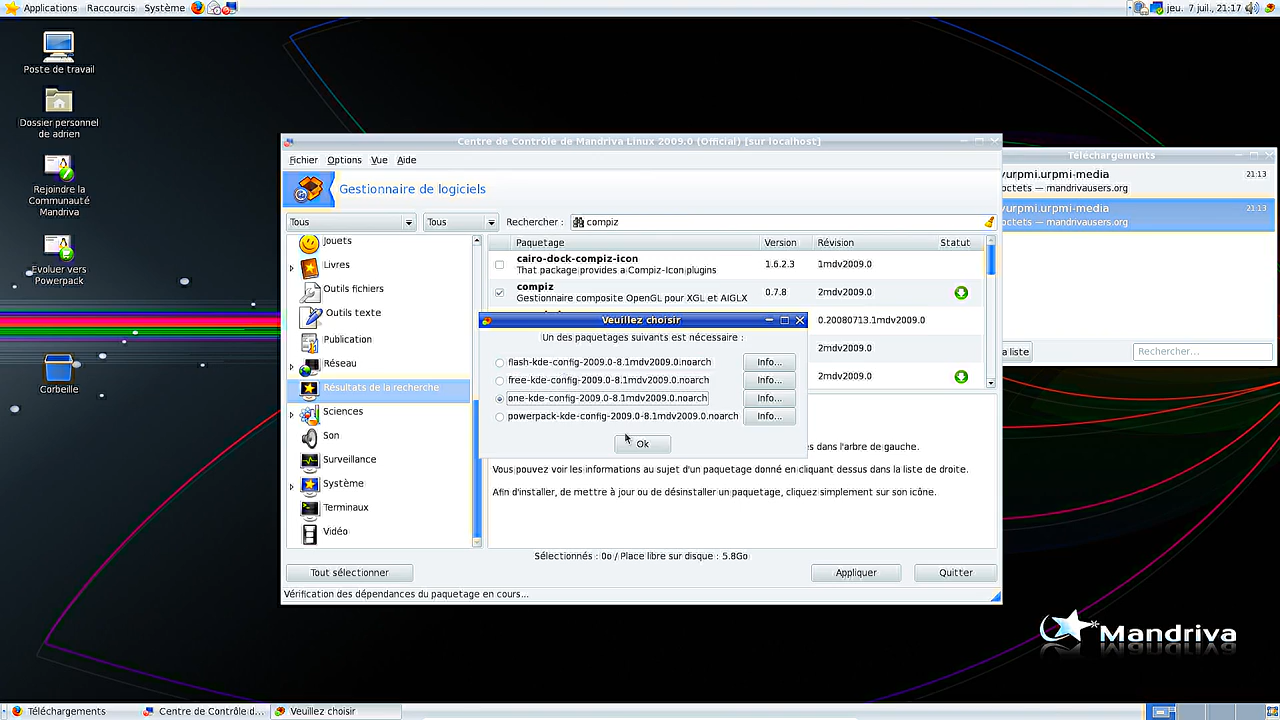 Applications Raccourcis Système
jeu. 7 juil., 21:17
Poste de travail
Dossier personnel
de adrien
Rejoindre la
Communauté
Mandriva
Evoluer vers
Powerpack
Corbeille
Centre de Contrôle de Mandriva Linux 2009.0 (Official) [sur localhost]
Fichier Options Vue Aide
Gestionnaire de logiciels
Tous Tous Rechercher : compiz
Jouets
Livres
Outils fichiers
Outils texte
Publication
Réseau
Résultats de la recherche
Sciences
Son
Surveillance
Système
Terminaux
Vidéo
Paquetage Version Révision Statut
cairo-dock-compiz-icon
That package provides a Compiz-Icon plugins
1.6.2.3 1mdv2009.0
compiz
Gestionnaire composite OpenGL pour XGL et AIGLX
0.7.8 2mdv2009.0
0.20080713.1mdv2009.0
2mdv2009.0
2mdv2009.0
Veuillez choisir
Un des paquetages suivants est nécessaire :
flash-kde-config-2009.0-8.1mdv2009.0.noarch Info...
free-kde-config-2009.0-8.1mdv2009.0.noarch Info...
one-kde-config-2009.0-8.1mdv2009.0.noarch Info...
powerpack-kde-config-2009.0-8.1mdv2009.0.noarch Info...
Ok
s dans l'arbre de gauche.
Vous pouvez voir les informations au sujet d'un paquetage donné en cliquant dessus dans la liste de droite.
Afin d'installer, de mettre à jour ou de désinstaller un paquetage, cliquez simplement sur son icône.
Sélectionnés : 0o / Place libre sur disque : 5.8Go
Tout sélectionner Appliquer Quitter
Vérification des dépendances du paquetage en cours...
Téléchargements
urpmi.urpmi-media 21:13
octets — mandrivausers.org
urpmi.urpmi-media 21:13
octets — mandrivausers.org
a liste Rechercher...
Mandriva
Téléchargements Centre de Contrôle d... Veuillez choisir